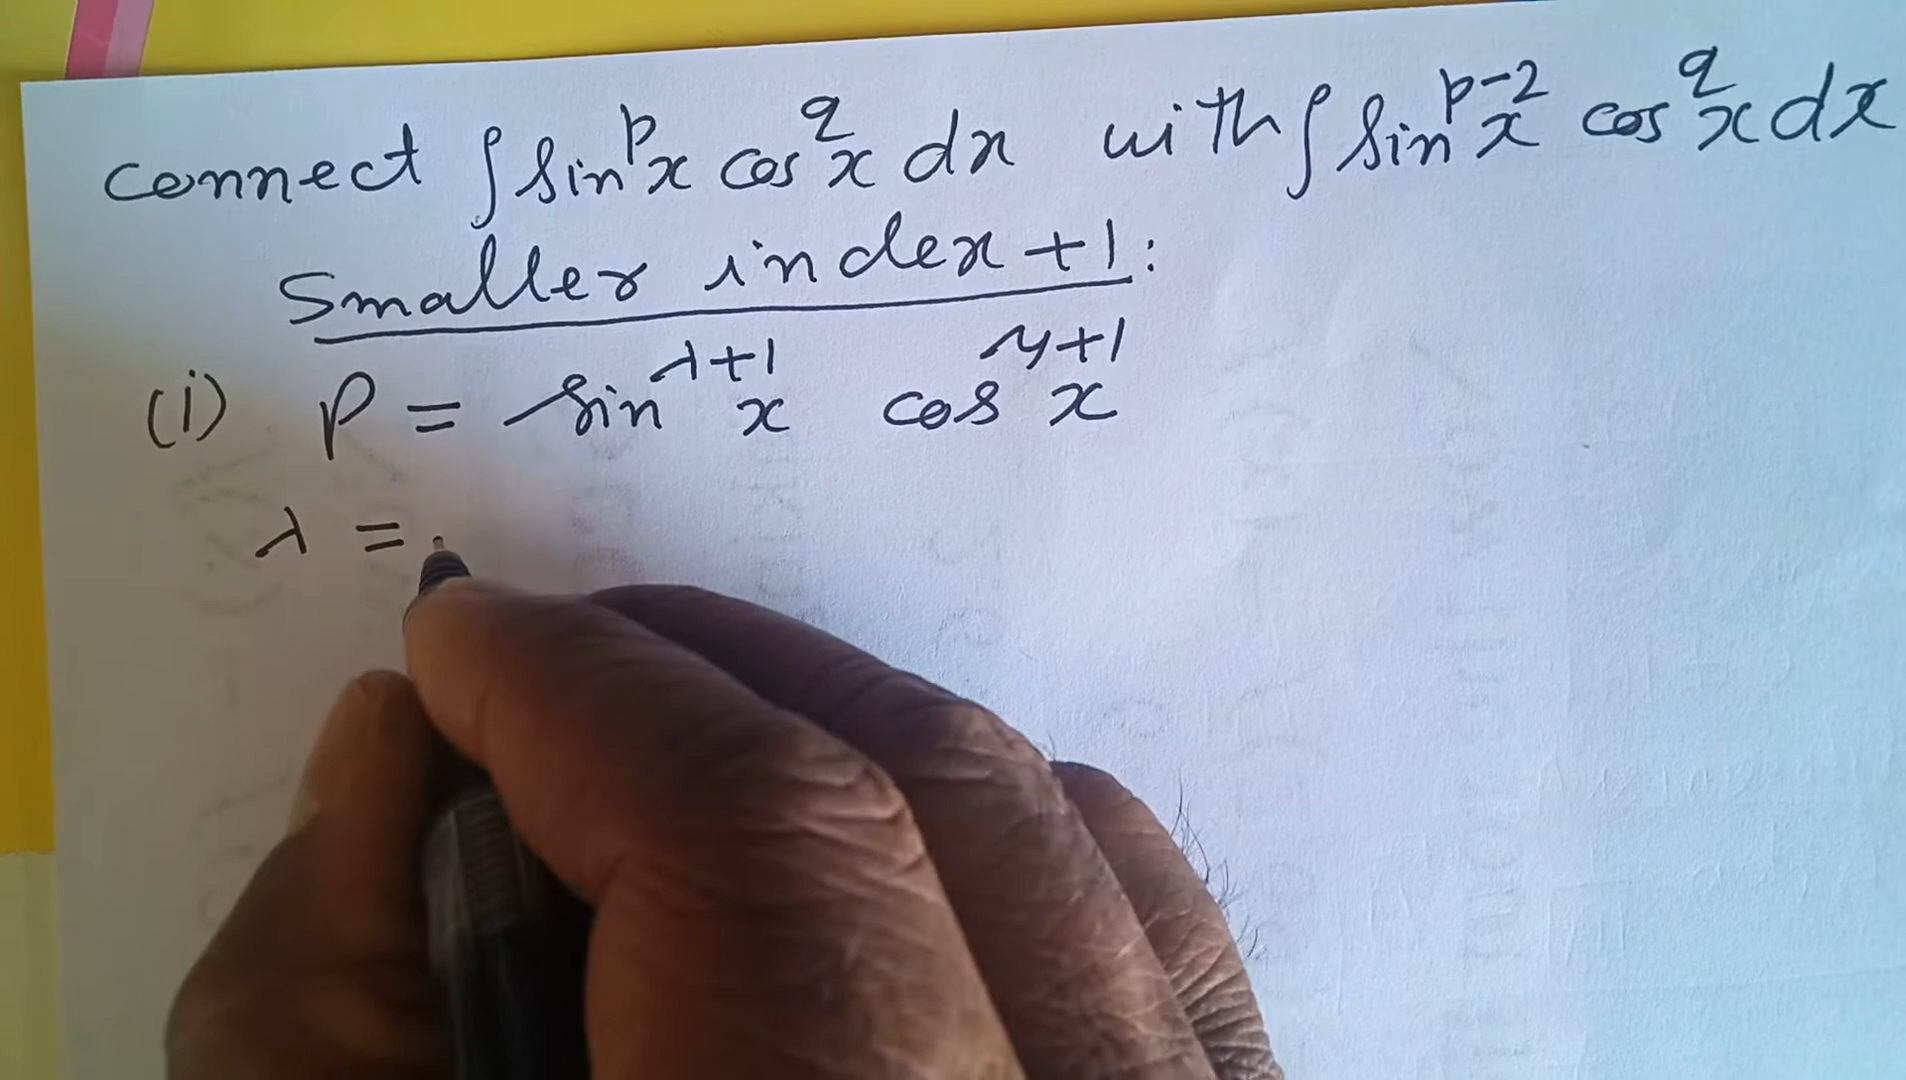 connect ∫ sin^p x cos^q x dx with ∫ sin^{p-2} x cos^q x dx
Smaller index + 1 :
(i) P = sin^{λ+1} x cos^{μ+1} x
λ =